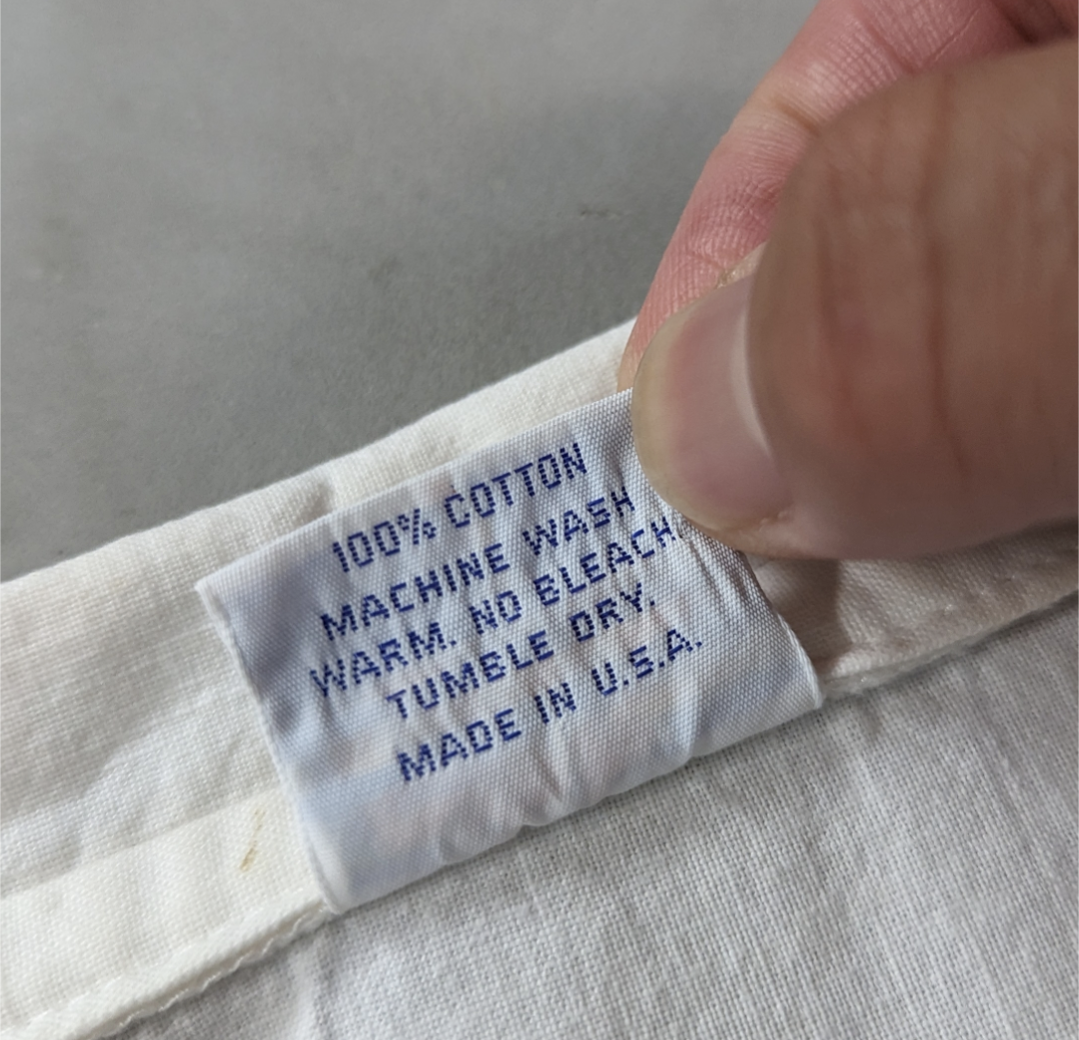 100% COTTON
MACHINE WASH
WARM. NO BLEACH.
TUMBLE DRY.
MADE IN U.S.A.